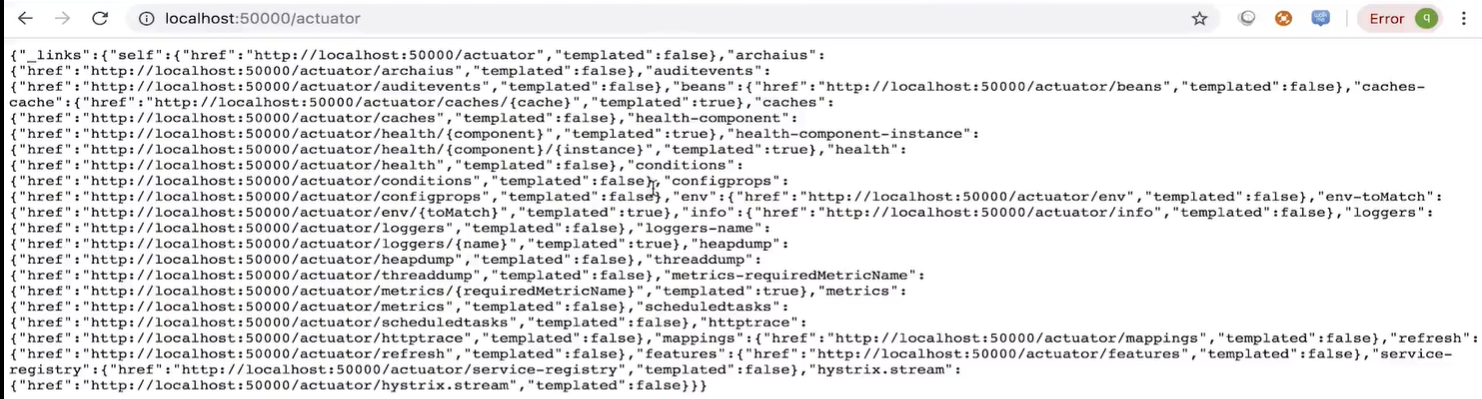 localhost:50000/actuator
Error q
{"_links":{"self":{"href":"http://localhost:50000/actuator","templated":false},"archaius":
{"href":"http://localhost:50000/actuator/archaius","templated":false},"auditevents":
{"href":"http://localhost:50000/actuator/auditevents","templated":false},"beans":{"href":"http://localhost:50000/actuator/beans","templated":false},"caches-
cache":{"href":"http://localhost:50000/actuator/caches/{cache}","templated":true},"caches":
{"href":"http://localhost:50000/actuator/caches","templated":false},"health-component":
{"href":"http://localhost:50000/actuator/health/{component}","templated":true},"health-component-instance":
{"href":"http://localhost:50000/actuator/health/{component}/{instance}","templated":true},"health":
{"href":"http://localhost:50000/actuator/health","templated":false},"conditions":
{"href":"http://localhost:50000/actuator/conditions","templated":false},"configprops":
{"href":"http://localhost:50000/actuator/configprops","templated":false},"env":{"href":"http://localhost:50000/actuator/env","templated":false},"env-toMatch":
{"href":"http://localhost:50000/actuator/env/{toMatch}","templated":true},"info":{"href":"http://localhost:50000/actuator/info","templated":false},"loggers":
{"href":"http://localhost:50000/actuator/loggers","templated":false},"loggers-name":
{"href":"http://localhost:50000/actuator/loggers/{name}","templated":true},"heapdump":
{"href":"http://localhost:50000/actuator/heapdump","templated":false},"threaddump":
{"href":"http://localhost:50000/actuator/threaddump","templated":false},"metrics-requiredMetricName":
{"href":"http://localhost:50000/actuator/metrics/{requiredMetricName}","templated":true},"metrics":
{"href":"http://localhost:50000/actuator/metrics","templated":false},"scheduledtasks":
{"href":"http://localhost:50000/actuator/scheduledtasks","templated":false},"httptrace":
{"href":"http://localhost:50000/actuator/httptrace","templated":false},"mappings":{"href":"http://localhost:50000/actuator/mappings","templated":false},"refresh":
{"href":"http://localhost:50000/actuator/refresh","templated":false},"features":{"href":"http://localhost:50000/actuator/features","templated":false},"service-
registry":{"href":"http://localhost:50000/actuator/service-registry","templated":false},"hystrix.stream":
{"href":"http://localhost:50000/actuator/hystrix.stream","templated":false}}}